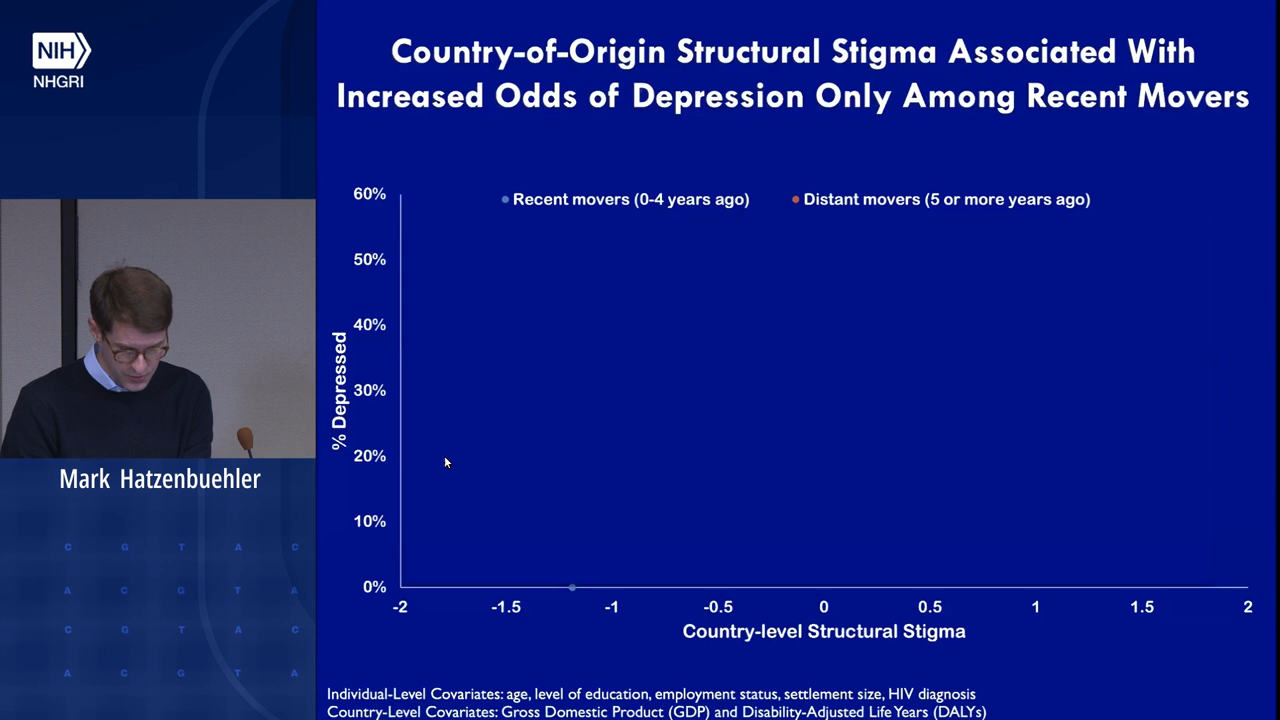 NIH
NHGRI
Country-of-Origin Structural Stigma Associated With
Increased Odds of Depression Only Among Recent Movers
Recent movers (0-4 years ago)
Distant movers (5 or more years ago)
60%
50%
40%
30%
20%
10%
0%
% Depressed
-2 -1.5 -1 -0.5 0 0.5 1 1.5 2
Country-level Structural Stigma
Mark Hatzenbuehler
C G T A C
A C G T A
C G T A C
A C G T A
Individual-Level Covariates: age, level of education, employment status, settlement size, HIV diagnosis
Country-Level Covariates: Gross Domestic Product (GDP) and Disability-Adjusted Life Years (DALYs)